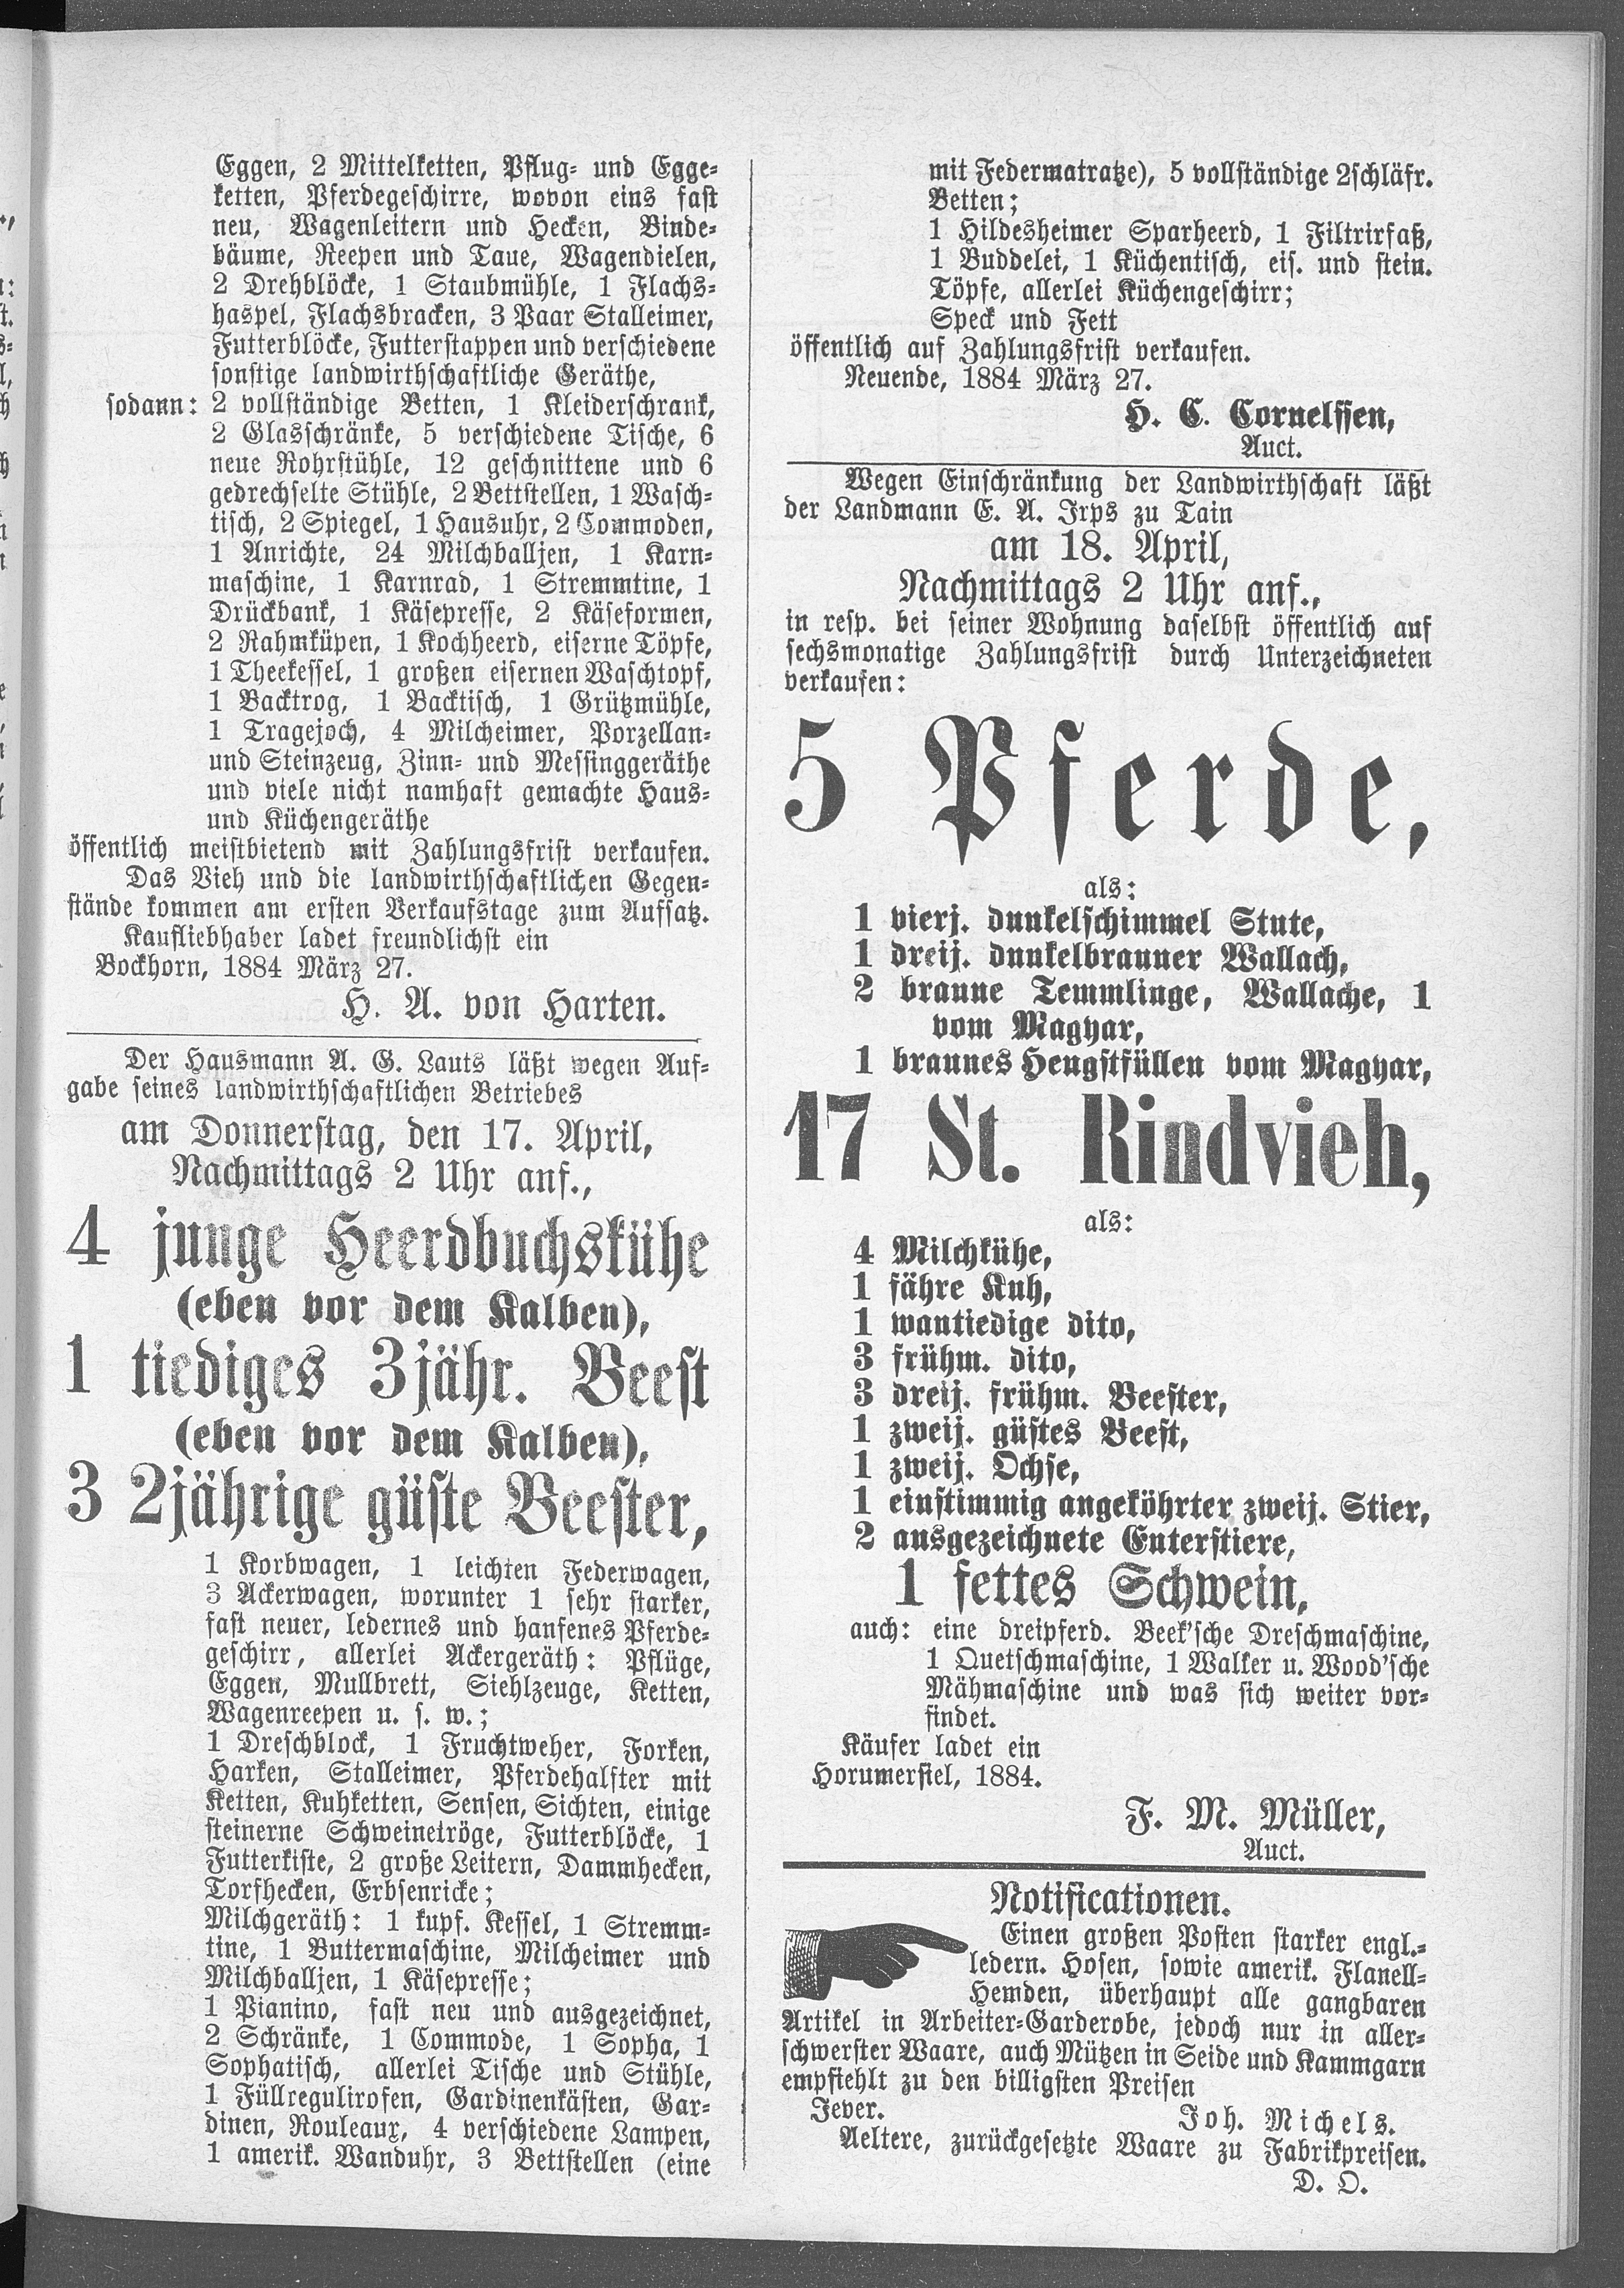 Eggen, 2 Mittelketten, Pflug- und Egge-
ketten, Pferdegeschirre, wovon eins fast
neu, Wagenleitern und Hecken, Binde-
bäume, Reepen und Taue, Wagendielen,
2 Drehblöcke, 1 Staubmühle, 1 Flachs-
haspel, Flachsbracken, 3 Paar Stalleimer,
Futterblöcke, Futterstappen und verschiedene
sonstige landwirthschaftliche Geräthe,
sodann: 2 vollständige Betten, 1 Kleiderschrank,
2 Glasschränke, 5 verschiedene Tische, 6
neue Rohrstühle, 12 geschnittene und 6
gedrechselte Stühle, 2 Bettstellen, 1 Wasch-
tisch, 2 Spiegel, 1 Hausuhr, 2 Commoden,
1 Anrichte, 24 Milchballjen, 1 Karn-
maschine, 1 Karnrad, 1 Stremmtine, 1
Drückbank, 1 Käsepresse, 2 Käseformen,
2 Rahmküpen, 1 Kochheerd, eiserne Töpfe,
1 Theekessel, 1 großen eisernen Waschtopf,
1 Backtrog, 1 Backtisch, 1 Grützmühle,
1 Tragejoch, 4 Milcheimer, Porzellan-
und Steinzeug, Zinn- und Messinggeräthe
und viele nicht namhaft gemachte Haus-
und Küchengeräthe
öffentlich meistbietend mit Zahlungsfrist verkaufen.
Das Vieh und die landwirthschaftlichen Gegen-
stände kommen am ersten Verkaufstage zum Aufsatz.
Kaufliebhaber ladet freundlichst ein
Bockhorn, 1884 März 27.
H. A. von Harten.
Der Hausmann A. G. Lauts läßt wegen Auf-
gabe seines landwirthschaftlichen Betriebes
am Donnerstag, den 17. April,
Nachmittags 2 Uhr anf.,
4 junge Heerdbuchskühe
(eben vor dem Kalben),
1 tiediges 3jähr. Beest
(eben vor dem Kalben),
3 2jährige güste Beester,
1 Korbwagen, 1 leichten Federwagen,
3 Ackerwagen, worunter 1 sehr starker,
fast neuer, ledernes und hanfenes Pferde-
geschirr, allerlei Ackergeräth: Pflüge,
Eggen, Mullbrett, Siehlzeuge, Ketten,
Wagenreepen u. s. w.;
1 Dreschblock, 1 Fruchtweher, Forken,
Harken, Stalleimer, Pferdehalfter mit
Ketten, Kuhketten, Sensen, Sichten, einige
steinerne Schweinetröge, Futterblöcke, 1
Futterkiste, 2 große Leitern, Dammhecken,
Torfhecken, Erbsenricke;
Milchgeräth: 1 kupf. Kessel, 1 Stremm-
tine, 1 Buttermaschine, Milcheimer und
Milchballjen, 1 Käsepresse;
1 Pianino, fast neu und ausgezeichnet,
2 Schränke, 1 Commode, 1 Sopha, 1
Sophatisch, allerlei Tische und Stühle,
1 Füllregulirofen, Gardinenkästen, Gar-
dinen, Rouleaux, 4 verschiedene Lampen,
1 amerik. Wanduhr, 3 Bettstellen (eine
mit Federmatratze), 5 vollständige 2schläfr.
Betten;
1 Hildesheimer Sparheerd, 1 Filtrirfaß,
1 Buddelei, 1 Küchentisch, eis. und stein.
Töpfe, allerlei Küchengeschirr;
Speck und Fett
öffentlich auf Zahlungsfrist verkaufen.
Neuende, 1884 März 27.
H. C. Cornelssen,
Auct.
Wegen Einschränkung der Landwirthschaft läßt
der Landmann E. A. Irps zu Tain
am 18. April,
Nachmittags 2 Uhr anf.,
in resp. bei seiner Wohnung daselbst öffentlich auf
sechsmonatige Zahlungsfrist durch Unterzeichneten
verkaufen:
5 Pferde,
als:
1 vierj. dunkelschimmel Stute,
1 dreij. dunkelbrauner Wallach,
2 braune Temmlinge, Wallache, 1
vom Magyar,
1 braunes Hengstfüllen vom Magyar,
17 St. Rindvieh,
als:
4 Milchkühe,
1 fähre Kuh,
1 wantiedige dito,
3 frühm. dito,
3 dreij. frühm. Beester,
1 zweij. güstes Beest,
1 zweij. Ochse,
1 einstimmig angeköhrter zweij. Stier,
2 ausgezeichnete Enterstiere,
1 fettes Schwein,
auch: eine dreipferd. Beek'sche Dreschmaschine,
1 Quetschmaschine, 1 Walker u. Wood'sche
Mähmaschine und was sich weiter vor-
findet.
Käufer ladet ein
Horumersiel, 1884.
F. M. Müller,
Auct.
Notificationen.
Einen großen Posten starker engl.-
ledern. Hosen, sowie amerik. Flanell-
Hemden, überhaupt alle gangbaren
Artikel in Arbeiter-Garderobe, jedoch nur in aller-
schwerster Waare, auch Mützen in Seide und Kammgarn
empfiehlt zu den billigsten Preisen
Jever. Joh. Michels.
Aeltere, zurückgesetzte Waare zu Fabrikpreisen.
D. O.